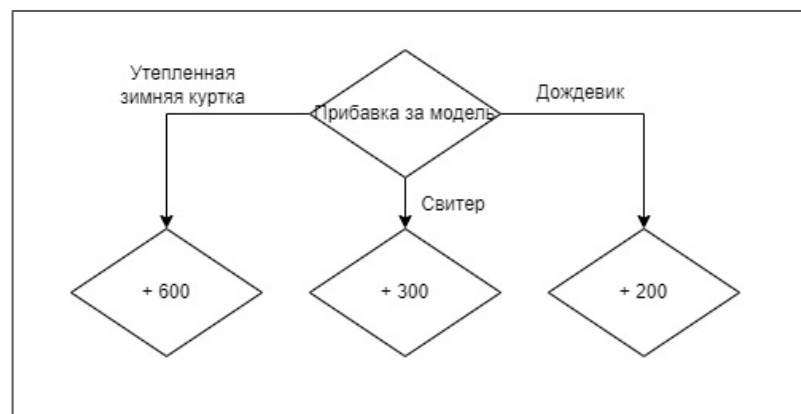 Утепленная
зимняя куртка
Прибавка за модель
Дождевик
Свитер
+ 600
+ 300
+ 200